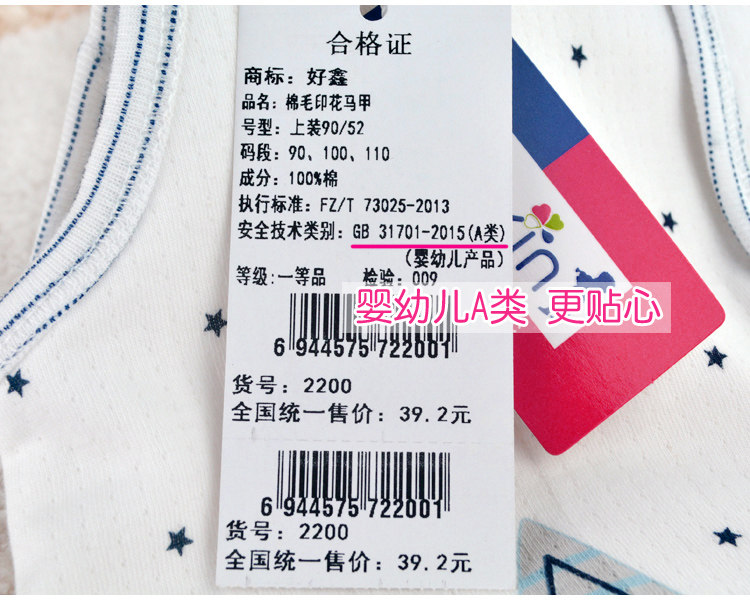 合格证
商标：好鑫
品名：棉毛印花马甲
号型：上装90/52
码段：90、100、110
成分：100%棉
执行标准：FZ/T 73025-2013
安全技术类别：GB 31701-2015(A类)
(婴幼儿产品)
等级:一等品 检验：009
婴幼儿A类 更贴心
6 944575 722001
货号：2200
全国统一售价：39.2元
6 944575 722001
货号：2200
全国统一售价：39.2元